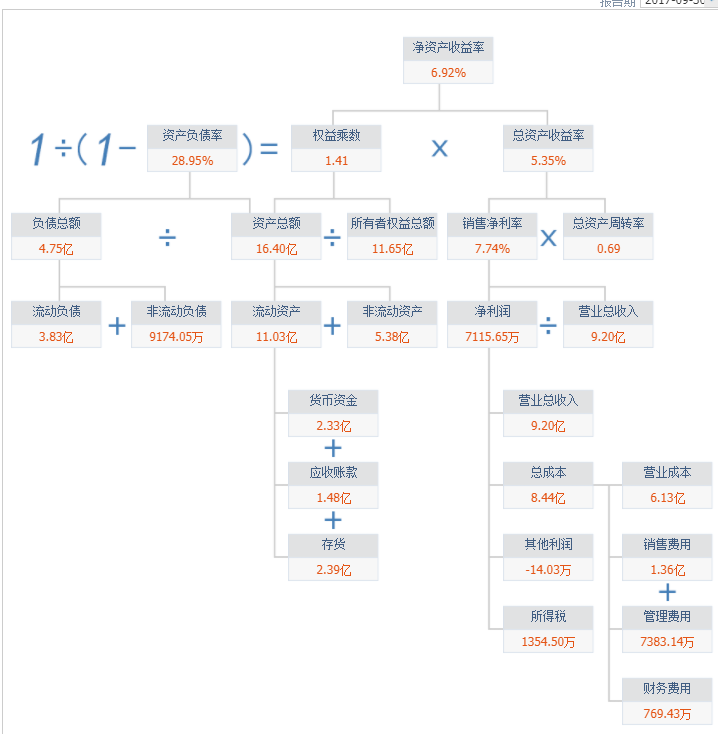 报告期 2017-09-30
净资产收益率
6.92%
1÷(1− 资产负债率 )= 权益乘数 × 总资产收益率
28.95% 1.41 5.35%
负债总额 ÷ 资产总额 ÷ 所有者权益总额 销售净利率 × 总资产周转率
4.75亿 16.40亿 11.65亿 7.74% 0.69
流动负债 + 非流动负债 流动资产 + 非流动资产 净利润 ÷ 营业总收入
3.83亿 9174.05万 11.03亿 5.38亿 7115.65万 9.20亿
货币资金 营业总收入
2.33亿 9.20亿
+
应收账款 总成本 营业成本
1.48亿 8.44亿 6.13亿
+
存货 其他利润 销售费用
2.39亿 -14.03万 1.36亿
+
所得税 管理费用
1354.50万 7383.14万
财务费用
769.43万